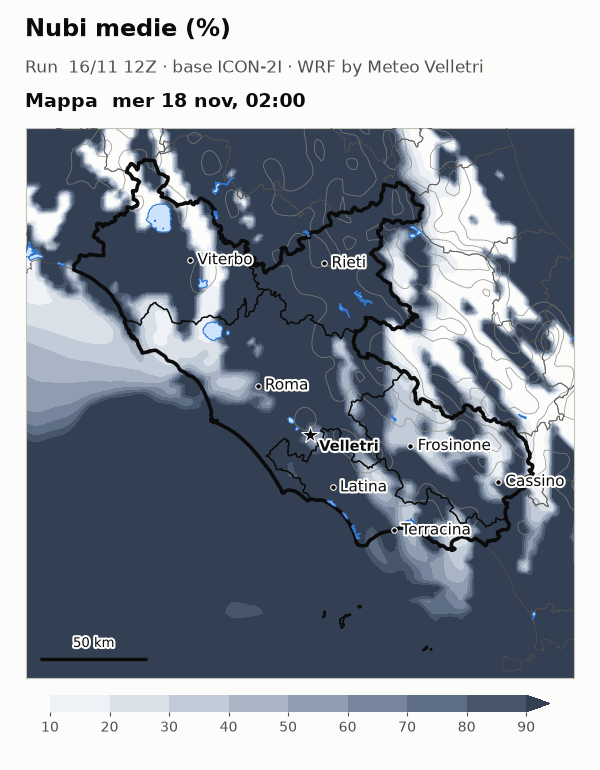 Nubi medie (%)
Run 16/11 12Z · base ICON-2I · WRF by Meteo Velletri
Mappa mer 18 nov, 02:00
Viterbo
Rieti
Roma
Velletri
Frosinone
Cassino
Latina
Terracina
50 km
10 20 30 40 50 60 70 80 90